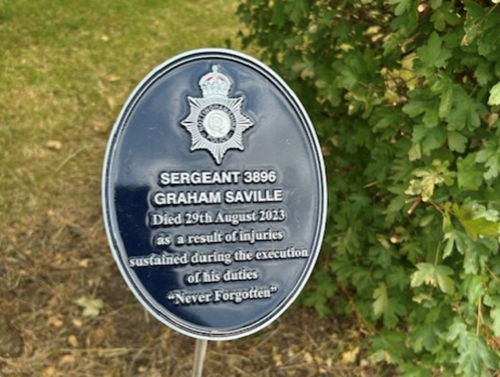 SERGEANT 3896
GRAHAM SAVILLE
Died 29th August 2023
as a result of injuries
sustained during the execution
of his duties
"Never Forgotten"